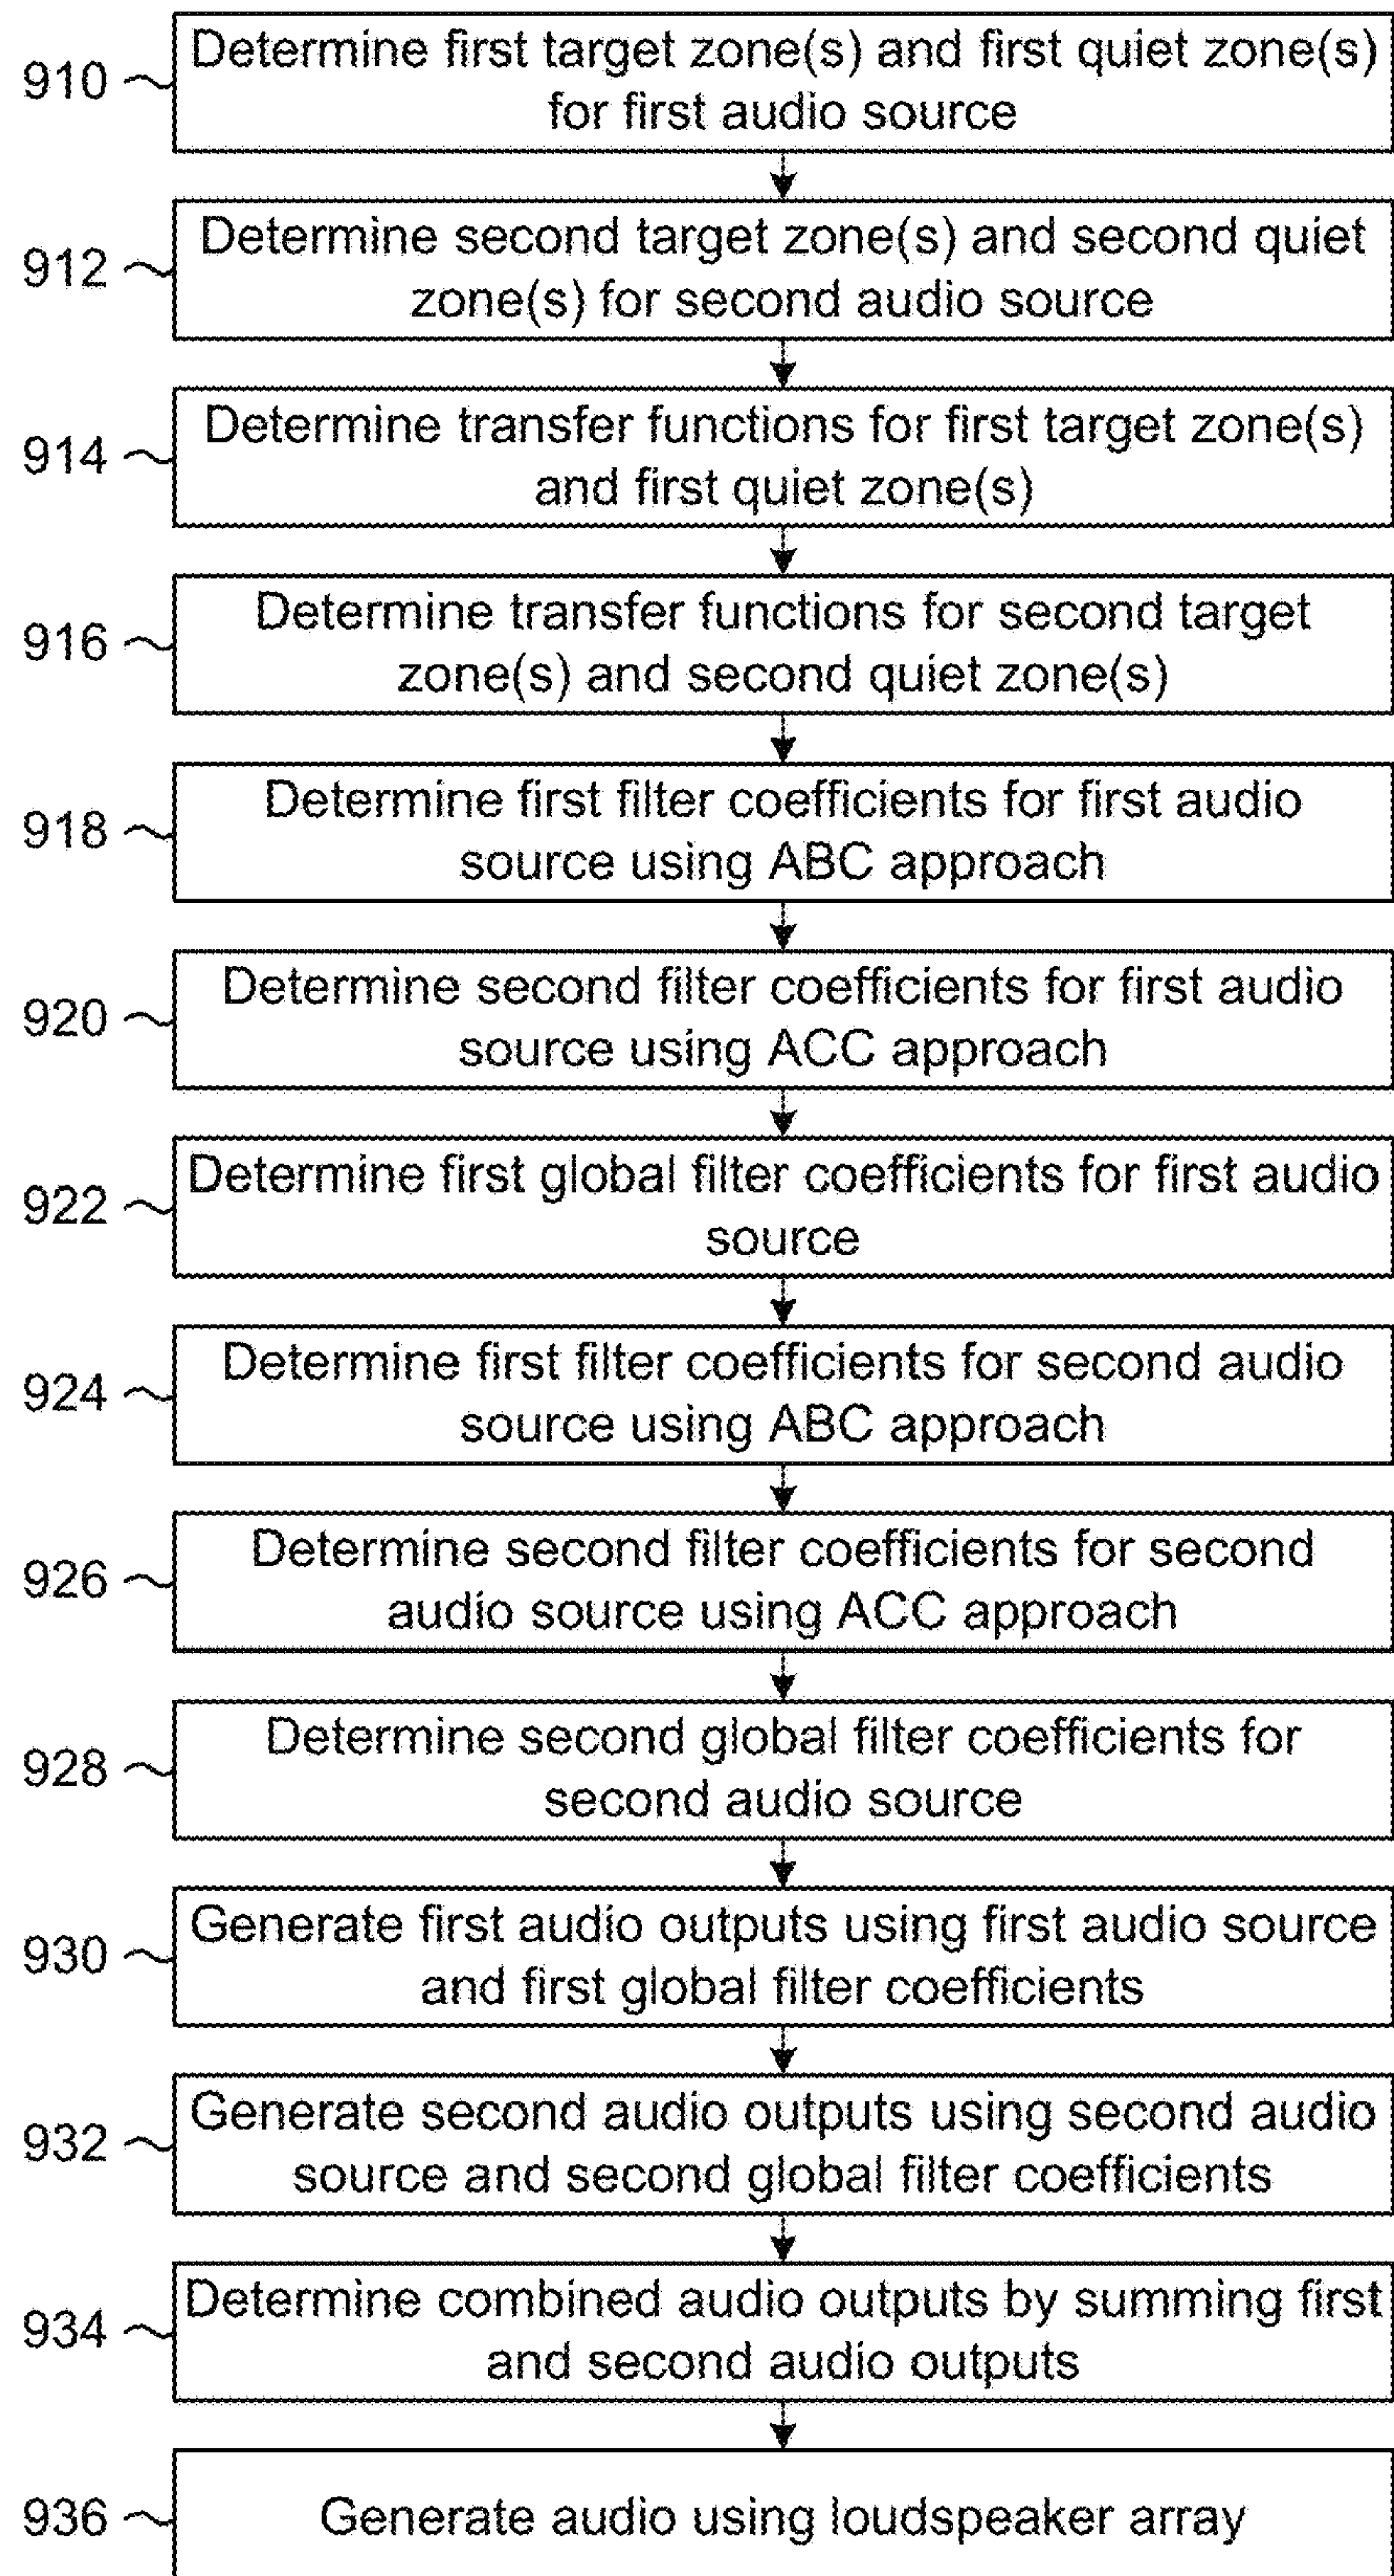 910
Determine first target zone(s) and first quiet zone(s)
for first audio source
912
Determine second target zone(s) and second quiet
zone(s) for second audio source
914
Determine transfer functions for first target zone(s)
and first quiet zone(s)
916
Determine transfer functions for second target
zone(s) and second quiet zone(s)
918
Determine first filter coefficients for first audio
source using ABC approach
920
Determine second filter coefficients for first audio
source using ACC approach
922
Determine first global filter coefficients for first audio
source
924
Determine first filter coefficients for second audio
source using ABC approach
926
Determine second filter coefficients for second
audio source using ACC approach
928
Determine second global filter coefficients for
second audio source
930
Generate first audio outputs using first audio source
and first global filter coefficients
932
Generate second audio outputs using second audio
source and second global filter coefficients
934
Determine combined audio outputs by summing first
and second audio outputs
936
Generate audio using loudspeaker array